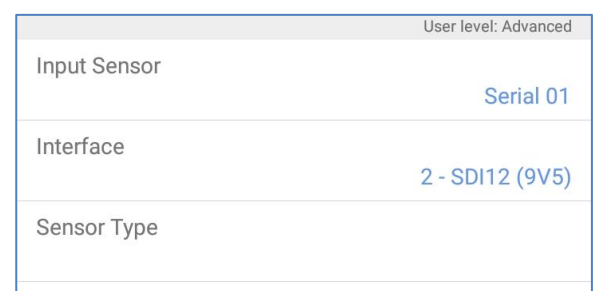 User level: Advanced
Input Sensor
Serial 01
Interface
2 - SDI12 (9V5)
Sensor Type